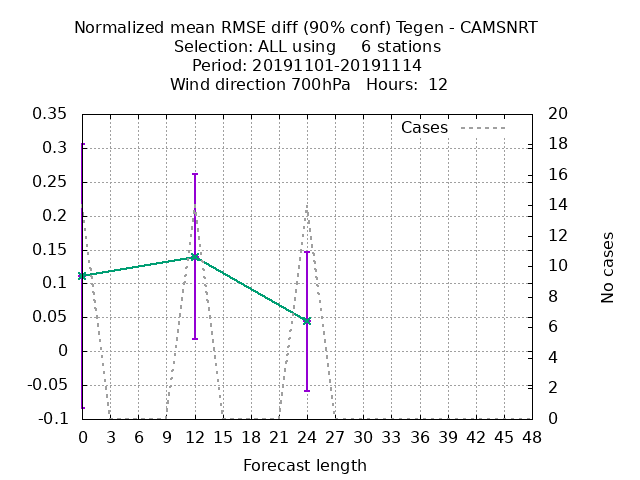 Normalized mean RMSE diff (90% conf) Tegen - CAMSNRT
Selection: ALL using     6 stations
Period: 20191101-20191114
Wind direction 700hPa   Hours:  12
Cases
0.35
0.3
0.25
0.2
0.15
0.1
0.05
0
-0.05
-0.1
20
18
16
14
12
10
8
6
4
2
0
No cases
0 3 6 9 12 15 18 21 24 27 30 33 36 39 42 45 48
Forecast length